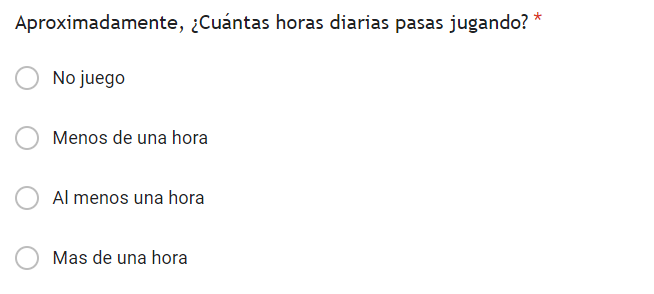 Aproximadamente, ¿Cuántas horas diarias pasas jugando? *
No juego
Menos de una hora
Al menos una hora
Mas de una hora